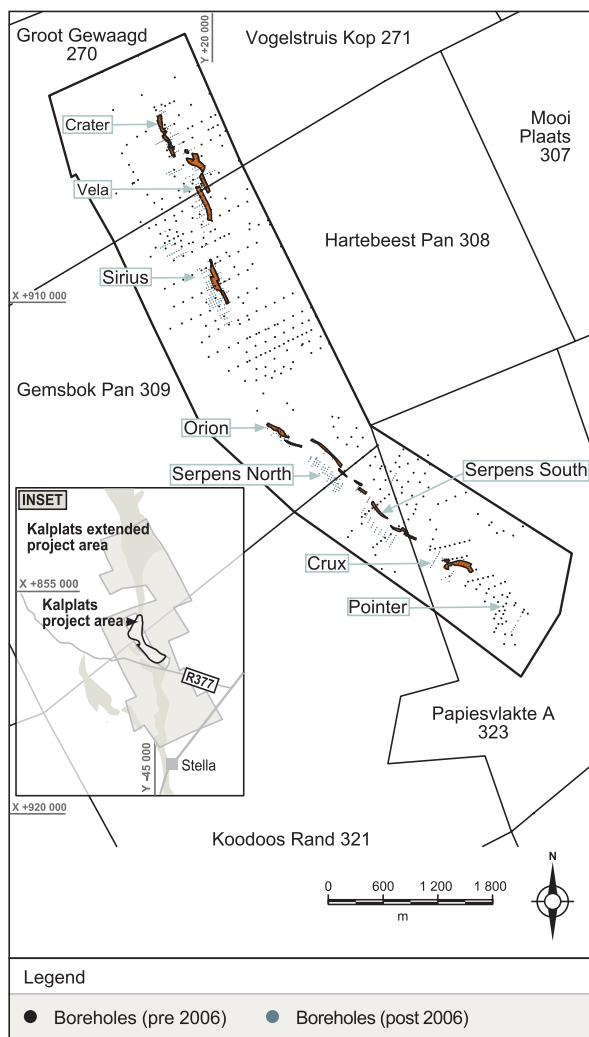 Groot Gewaagd
270
Y +20 000
Vogelstruis Kop 271
Crater
Mooi
Plaats
307
Vela
Hartebeest Pan 308
Sirius
X +910 000
Gemsbok Pan 309
Orion
Serpens North
Serpens South
INSET
Kalplats extended
project area
Crux
X +855 000
Kalplats
project area
Pointer
R377
Papiesvlakte A
323
Y -45 000
Stella
X +920 000
Koodoos Rand 321
N
0 600 1 200 1 800
m
Legend
Boreholes (pre 2006) Boreholes (post 2006)